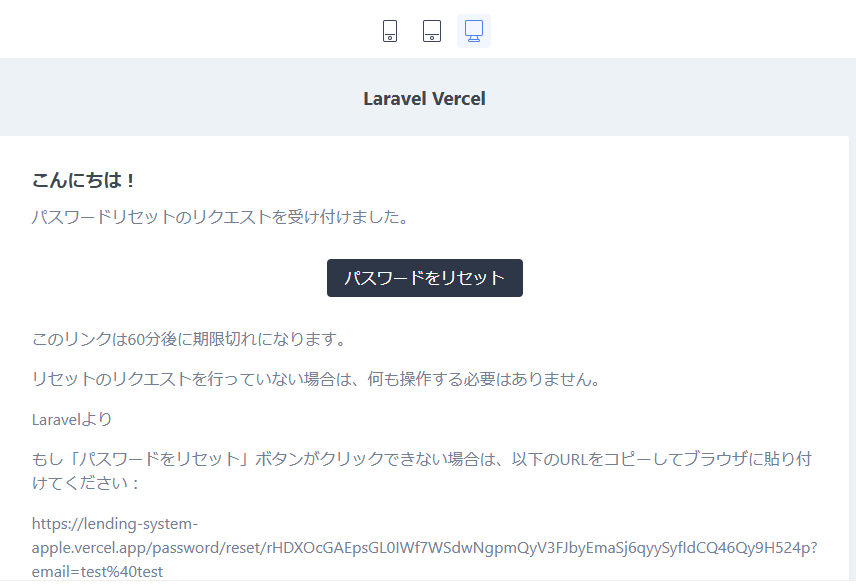 Laravel Vercel
こんにちは！
パスワードリセットのリクエストを受け付けました。
パスワードをリセット
このリンクは60分後に期限切れになります。
リセットのリクエストを行っていない場合は、何も操作する必要はありません。
Laravelより
もし「パスワードをリセット」ボタンがクリックできない場合は、以下のURLをコピーしてブラウザに貼り付
けてください：
https://lending-system-
apple.vercel.app/password/reset/rHDXOcGAEpsGL0IWf7WSdwNgpmQyV3FJbyEmaSj6qyySyfIdCQ46Qy9H524p?
email=test%40test